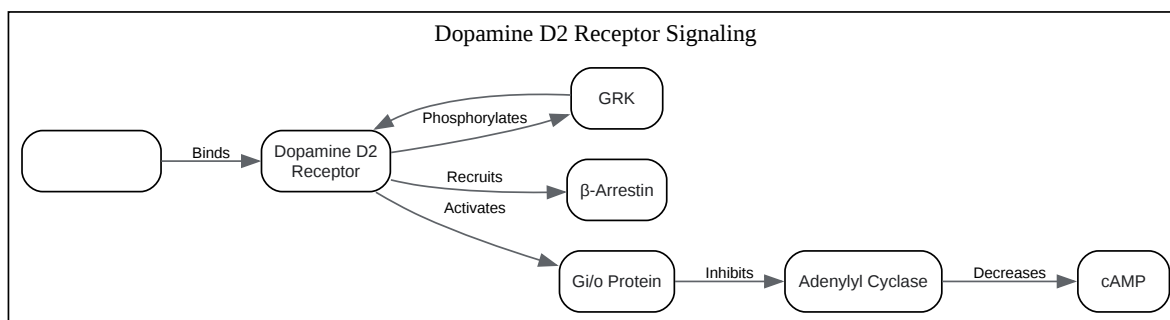 Dopamine D2 Receptor Signaling
GRK
Phosphorylates
Binds
Dopamine D2
Receptor
Recruits
β-Arrestin
Activates
Gi/o Protein
Inhibits
Adenylyl Cyclase
Decreases
cAMP